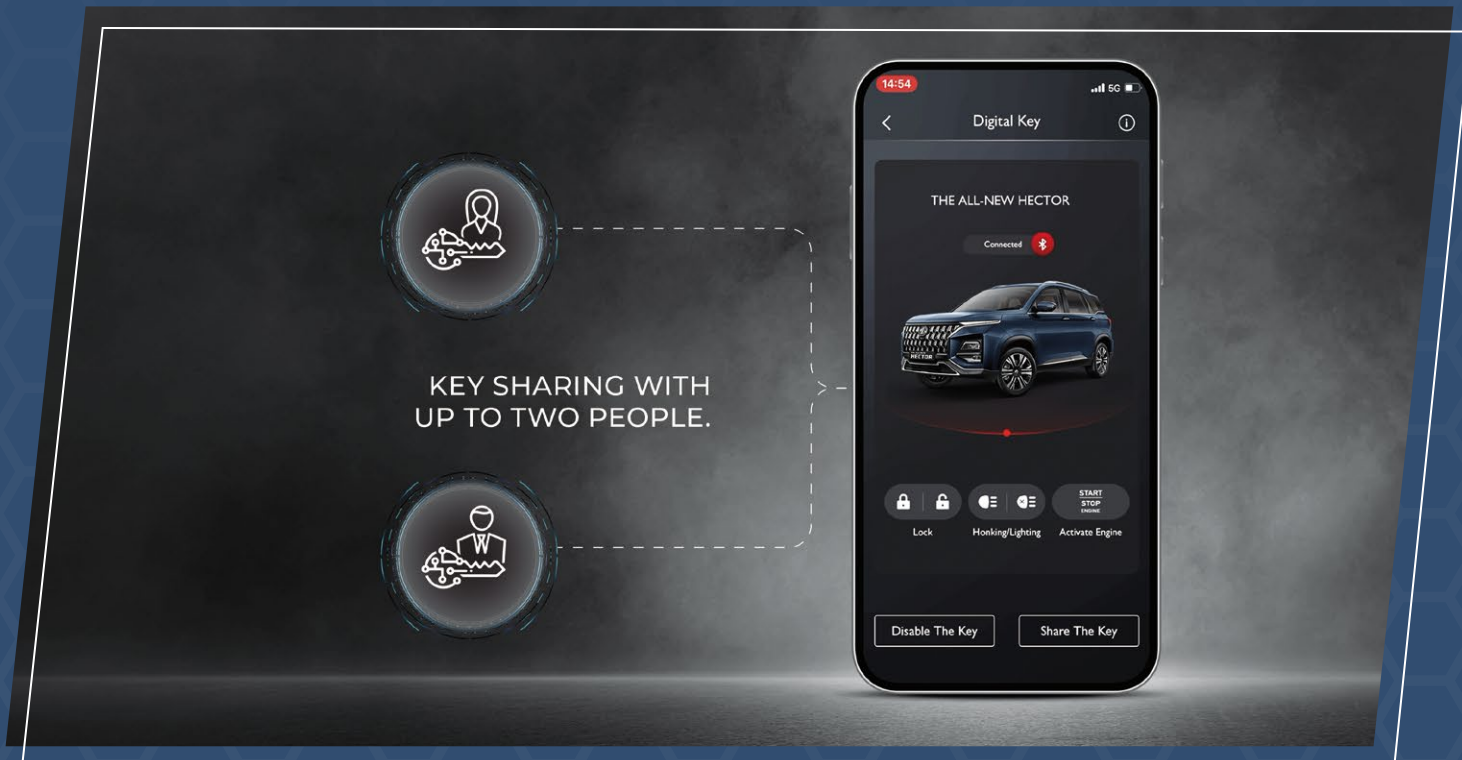 14:54
5G
Digital Key
THE ALL-NEW HECTOR
Connected
HECTOR
KEY SHARING WITH
UP TO TWO PEOPLE.
START
STOP
ENGINE
Lock
Honking/Lighting
Activate Engine
Disable The Key
Share The Key